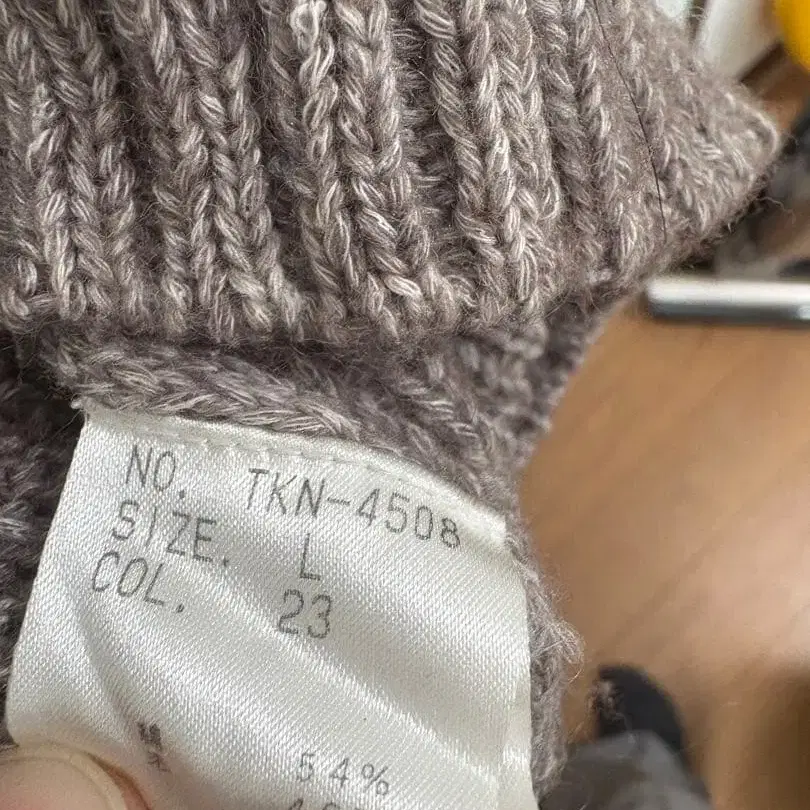 NO. TKN-4508
SIZE. L
COL. 23
54%